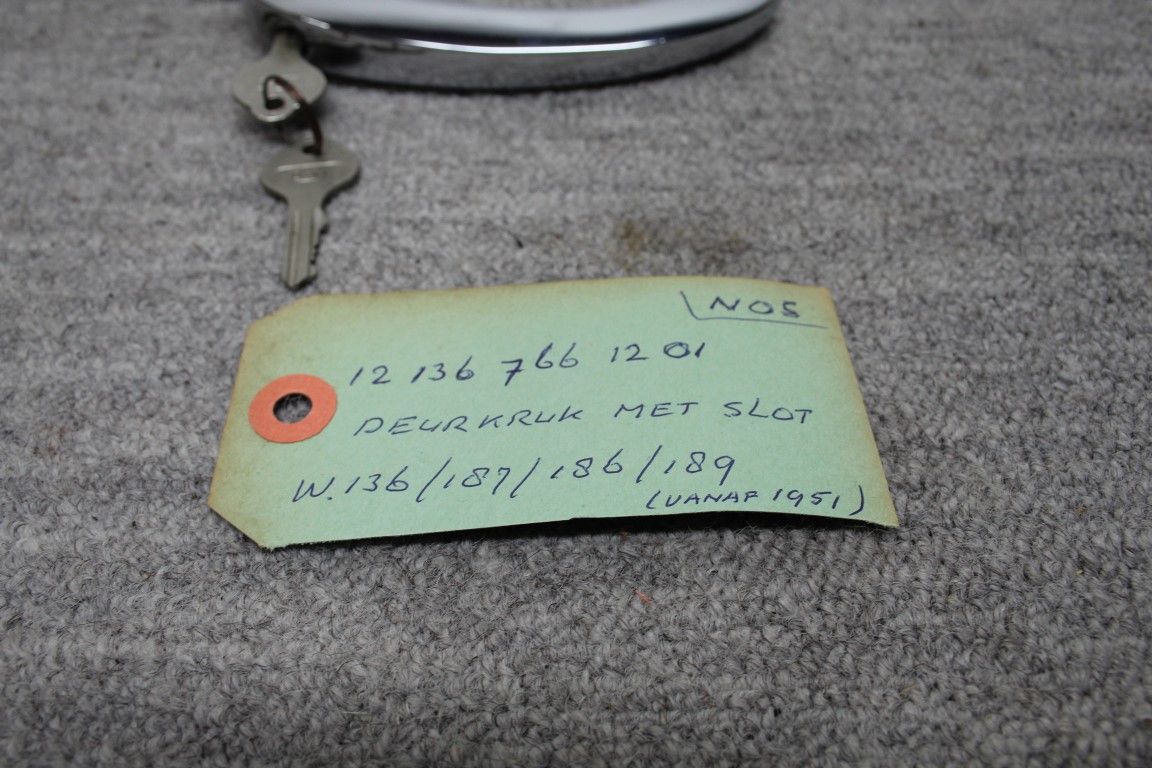 NOS
12 136 766 12 01
DEURKRUK MET SLOT
W.136/187/186/189
(VANAF 1951)